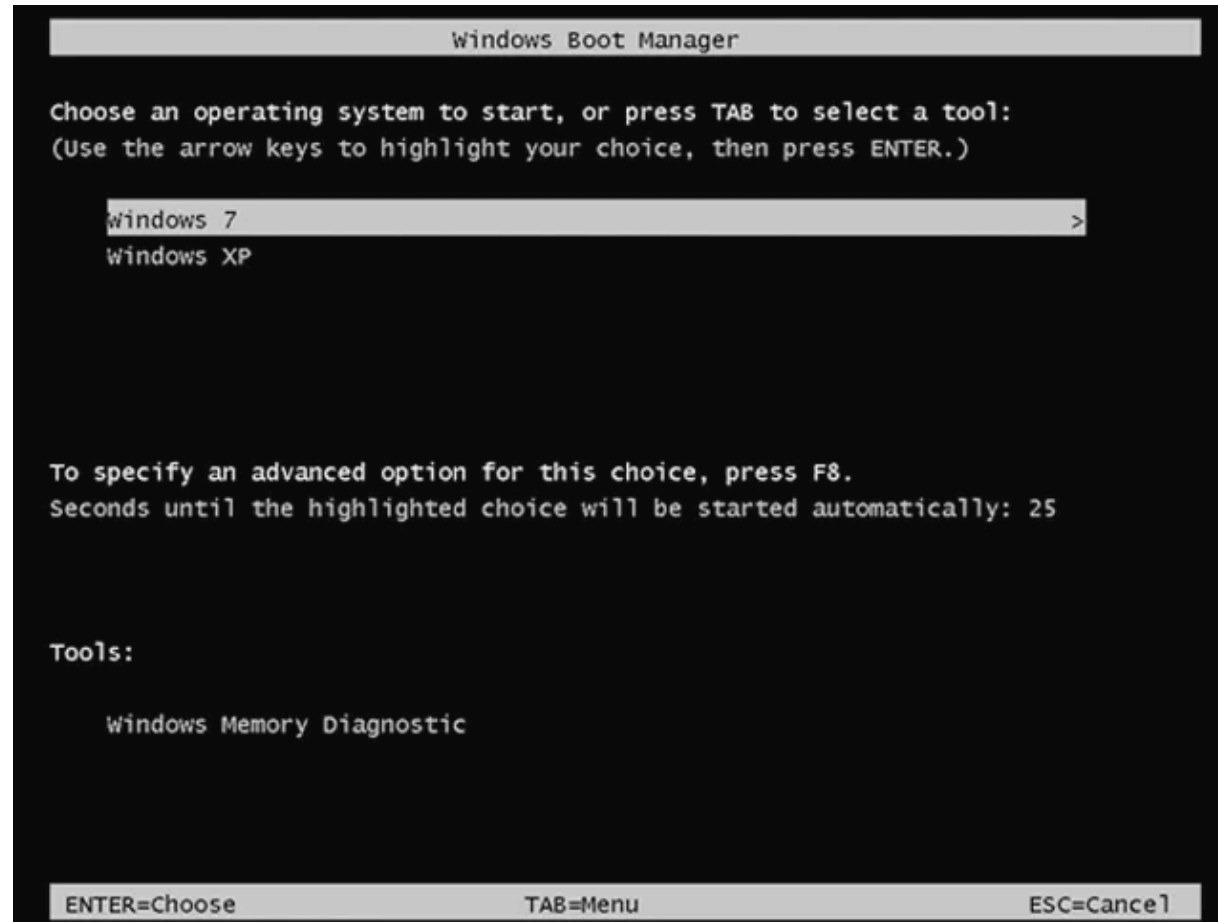 Windows Boot Manager
Choose an operating system to start, or press TAB to select a tool:
(Use the arrow keys to highlight your choice, then press ENTER.)
Windows 7 >
Windows XP
To specify an advanced option for this choice, press F8.
Seconds until the highlighted choice will be started automatically: 25
Tools:
Windows Memory Diagnostic
ENTER=Choose TAB=Menu ESC=Cancel